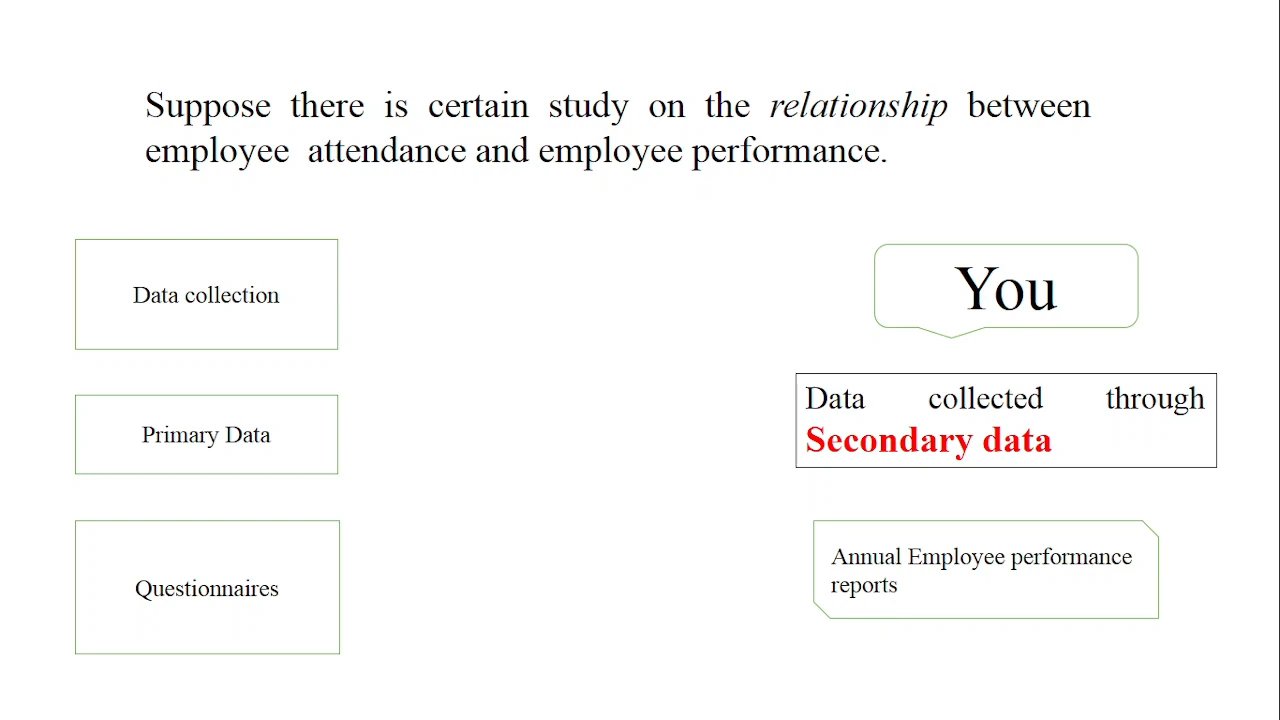 Suppose there is certain study on the relationship between
employee attendance and employee performance.
Data collection
Primary Data
Questionnaires
You
Data collected through
Secondary data
Annual Employee performance
reports